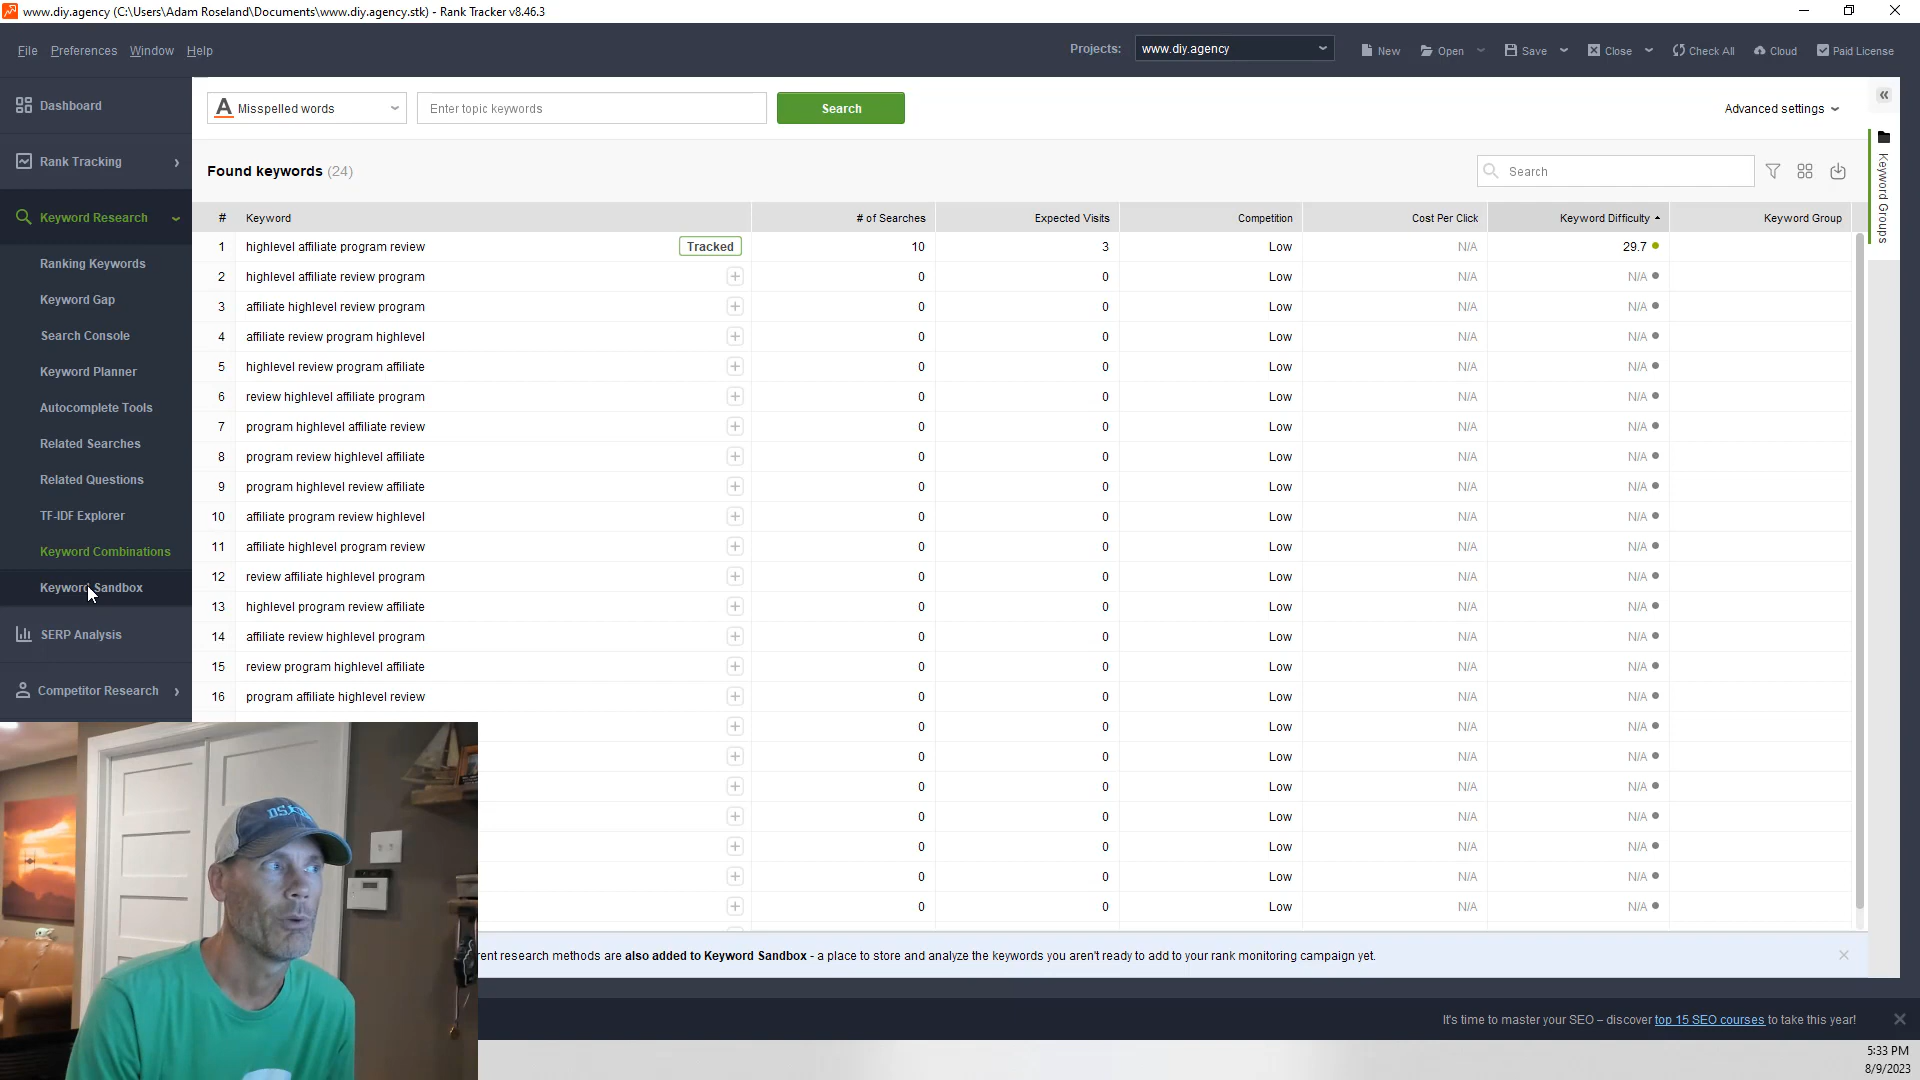 www.diy.agency (C:\Users\Adam Roseland\Documents\www.diy.agency.stk) - Rank Tracker v8.46.3
File Preferences Window Help Projects: www.diy.agency New Open Save Close Check All Cloud Paid License
Dashboard
Rank Tracking
Keyword Research
Ranking Keywords
Keyword Gap
Search Console
Keyword Planner
Autocomplete Tools
Related Searches
Related Questions
TF-IDF Explorer
Keyword Combinations
Keyword Sandbox
SERP Analysis
Competitor Research
A Misspelled words Enter topic keywords Search Advanced settings
Found keywords (24) Search
Keyword Groups
# Keyword # of Searches Expected Visits Competition Cost Per Click Keyword Difficulty Keyword Group
1 highlevel affiliate program review Tracked 10 3 Low N/A 29.7
2 highlevel affiliate review program 0 0 Low N/A N/A
3 affiliate highlevel review program 0 0 Low N/A N/A
4 affiliate review program highlevel 0 0 Low N/A N/A
5 highlevel review program affiliate 0 0 Low N/A N/A
6 review highlevel affiliate program 0 0 Low N/A N/A
7 program highlevel affiliate review 0 0 Low N/A N/A
8 program review highlevel affiliate 0 0 Low N/A N/A
9 program highlevel review affiliate 0 0 Low N/A N/A
10 affiliate program review highlevel 0 0 Low N/A N/A
11 affiliate highlevel program review 0 0 Low N/A N/A
12 review affiliate highlevel program 0 0 Low N/A N/A
13 highlevel program review affiliate 0 0 Low N/A N/A
14 affiliate review highlevel program 0 0 Low N/A N/A
15 review program highlevel affiliate 0 0 Low N/A N/A
16 program affiliate highlevel review 0 0 Low N/A N/A
0 0 Low N/A N/A
0 0 Low N/A N/A
0 0 Low N/A N/A
0 0 Low N/A N/A
0 0 Low N/A N/A
0 0 Low N/A N/A
0 0 Low N/A N/A
research methods are also added to Keyword Sandbox - a place to store and analyze the keywords you aren't ready to add to your rank monitoring campaign yet.
It's time to master your SEO – discover top 15 SEO courses to take this year!
5:33 PM
8/9/2023